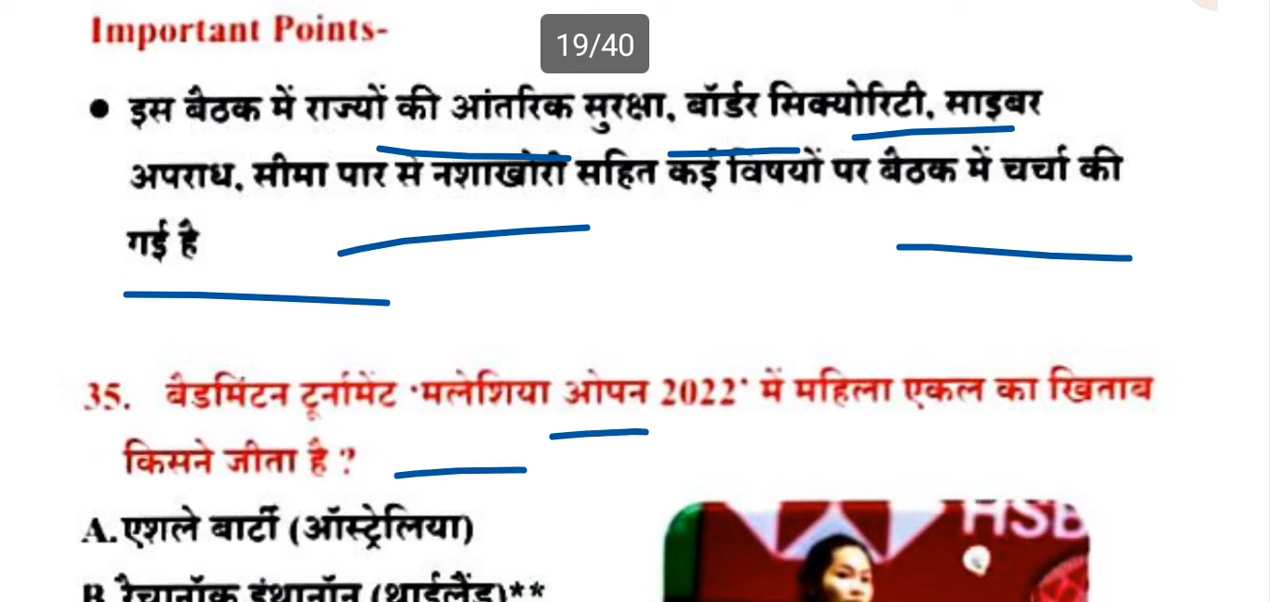 Important Points-
19/40
● इस बैठक में राज्यों की आंतरिक सुरक्षा, बॉर्डर सिक्योरिटी, साइबर
अपराध, सीमा पार से नशाखोरी सहित कई विषयों पर बैठक में चर्चा की
गई है
35. बैडमिंटन टूर्नामेंट 'मलेशिया ओपन 2022' में महिला एकल का खिताब
किसने जीता है ?
A.एशले बार्टी (ऑस्ट्रेलिया)
B.रैचानॉक इंथानॉन (थाईलैंड)**
HSB